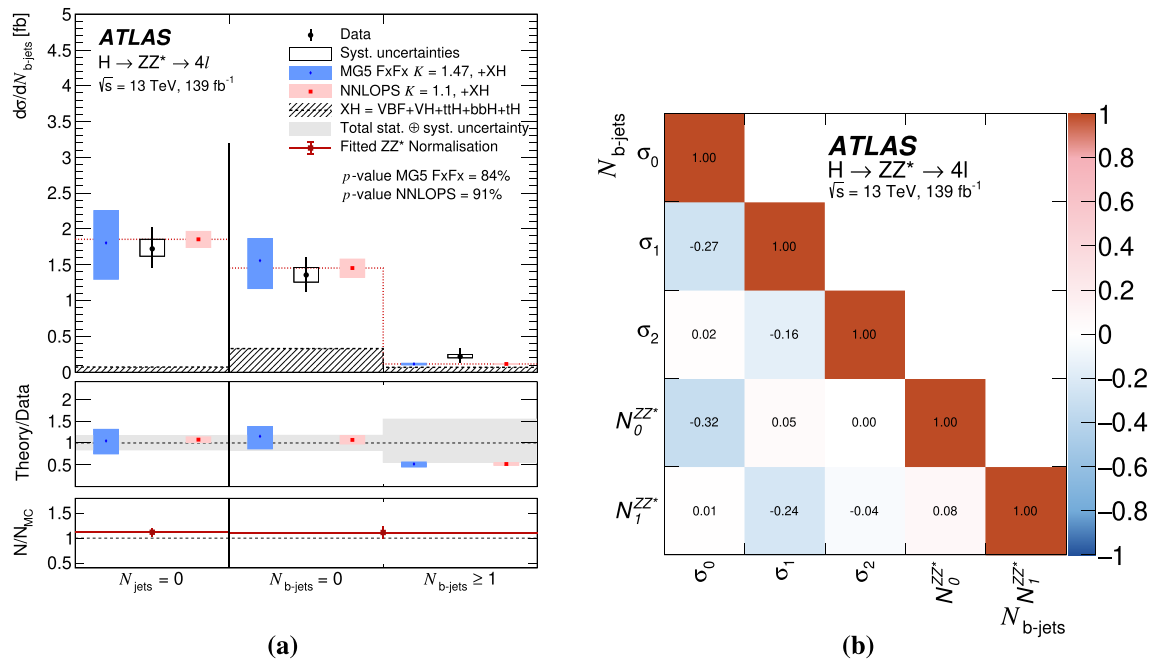 dσ/dN_b-jets [fb]
5
4.5
4
3.5
3
2.5
2
1.5
1
0.5
0
ATLAS
H → ZZ* → 4l
√s = 13 TeV, 139 fb⁻¹
Data
Syst. uncertainties
MG5 FxFx K = 1.47, +XH
NNLOPS K = 1.1, +XH
XH = VBF+VH+ttH+bbH+tH
Total stat. ⊕ syst. uncertainty
Fitted ZZ* Normalisation
p-value MG5 FxFx = 84%
p-value NNLOPS = 91%
Theory/Data
2
1.5
1
0.5
N/N_MC
1.5
1
0.5
N_jets = 0 N_b-jets = 0 N_b-jets ≥ 1
(a)
N_b-jets
ATLAS
H → ZZ* → 4l
√s = 13 TeV, 139 fb⁻¹
σ₀ 1.00
σ₁ -0.27 1.00
σ₂ 0.02 -0.16 1.00
N₀^ZZ* -0.32 0.05 0.00 1.00
N₁^ZZ* 0.01 -0.24 -0.04 0.08 1.00
σ₀ σ₁ σ₂ N₀^ZZ* N₁^ZZ*
N_b-jets
1
0.8
0.6
0.4
0.2
0
−0.2
−0.4
−0.6
−0.8
−1
(b)